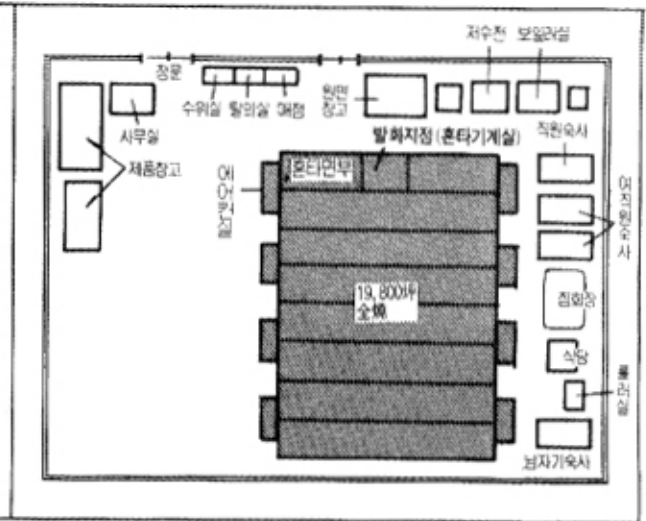 저수전 보일러실
창문
수위실 탈의실 매점
원면
창고
사무실
직원숙사
발화지점(혼타기계실)
제품창고
에어컨실
혼타면부
여직원숙사
19,800坪
全燒
집회장
식당
룰러실
남자기숙사